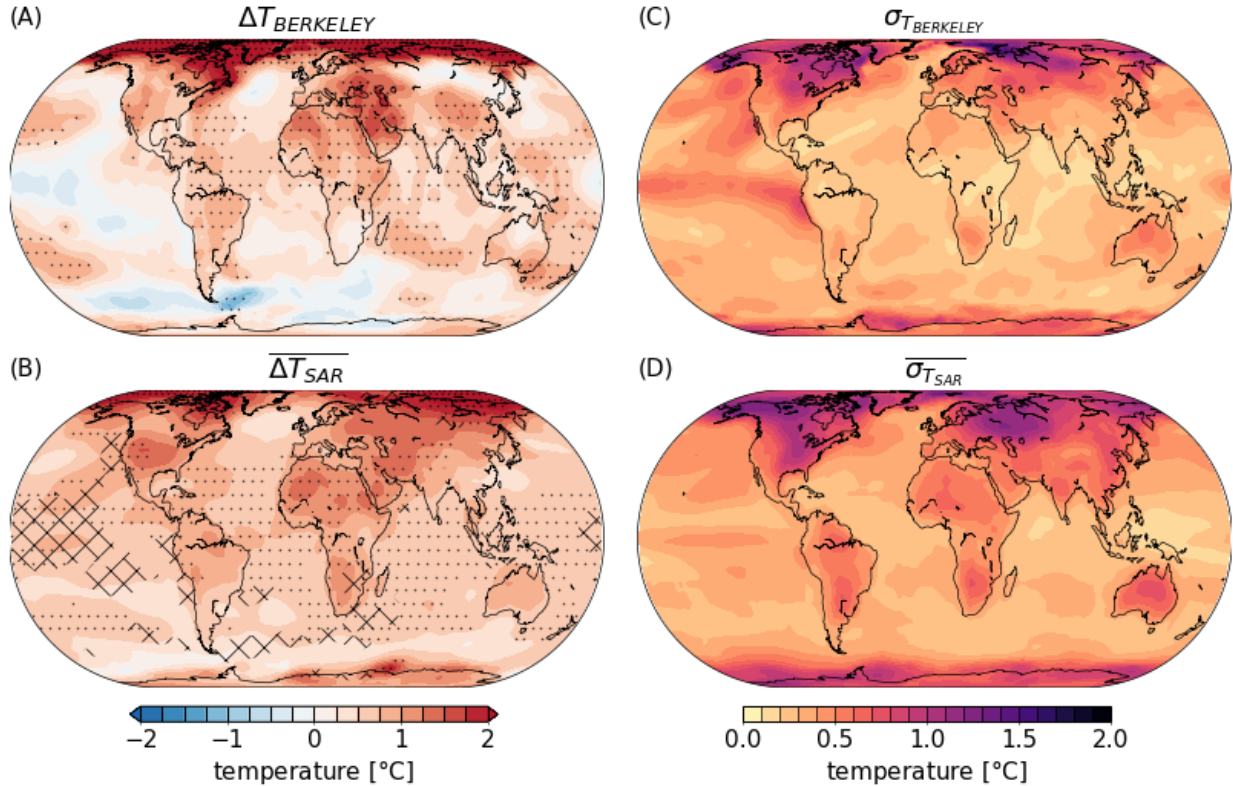 (A) ΔT_BERKELEY
(C) σ_T_BERKELEY
(B) ΔT_SAR
(D) σ_T_SAR
−2 −1 0 1 2
temperature [°C]
0.0 0.5 1.0 1.5 2.0
temperature [°C]